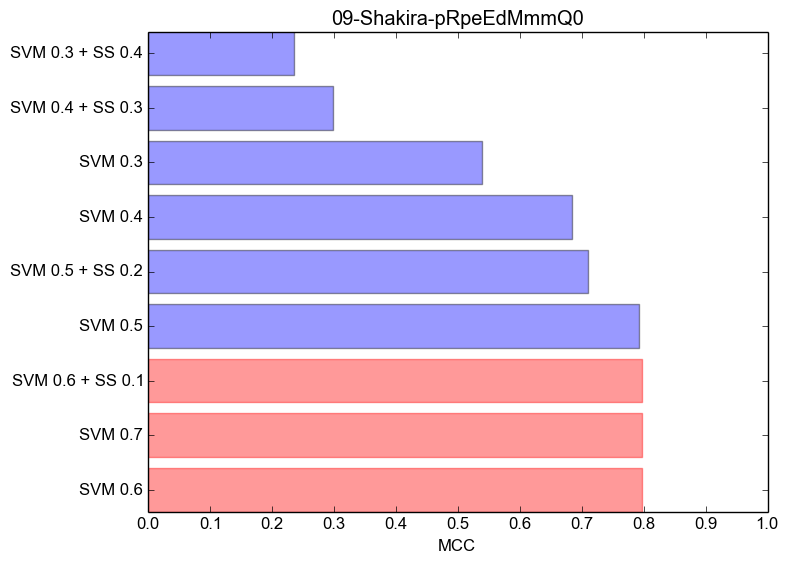 09-Shakira-pRpeEdMmmQ0
SVM 0.3 + SS 0.4
SVM 0.4 + SS 0.3
SVM 0.3
SVM 0.4
SVM 0.5 + SS 0.2
SVM 0.5
SVM 0.6 + SS 0.1
SVM 0.7
SVM 0.6
0.0 0.1 0.2 0.3 0.4 0.5 0.6 0.7 0.8 0.9 1.0
MCC